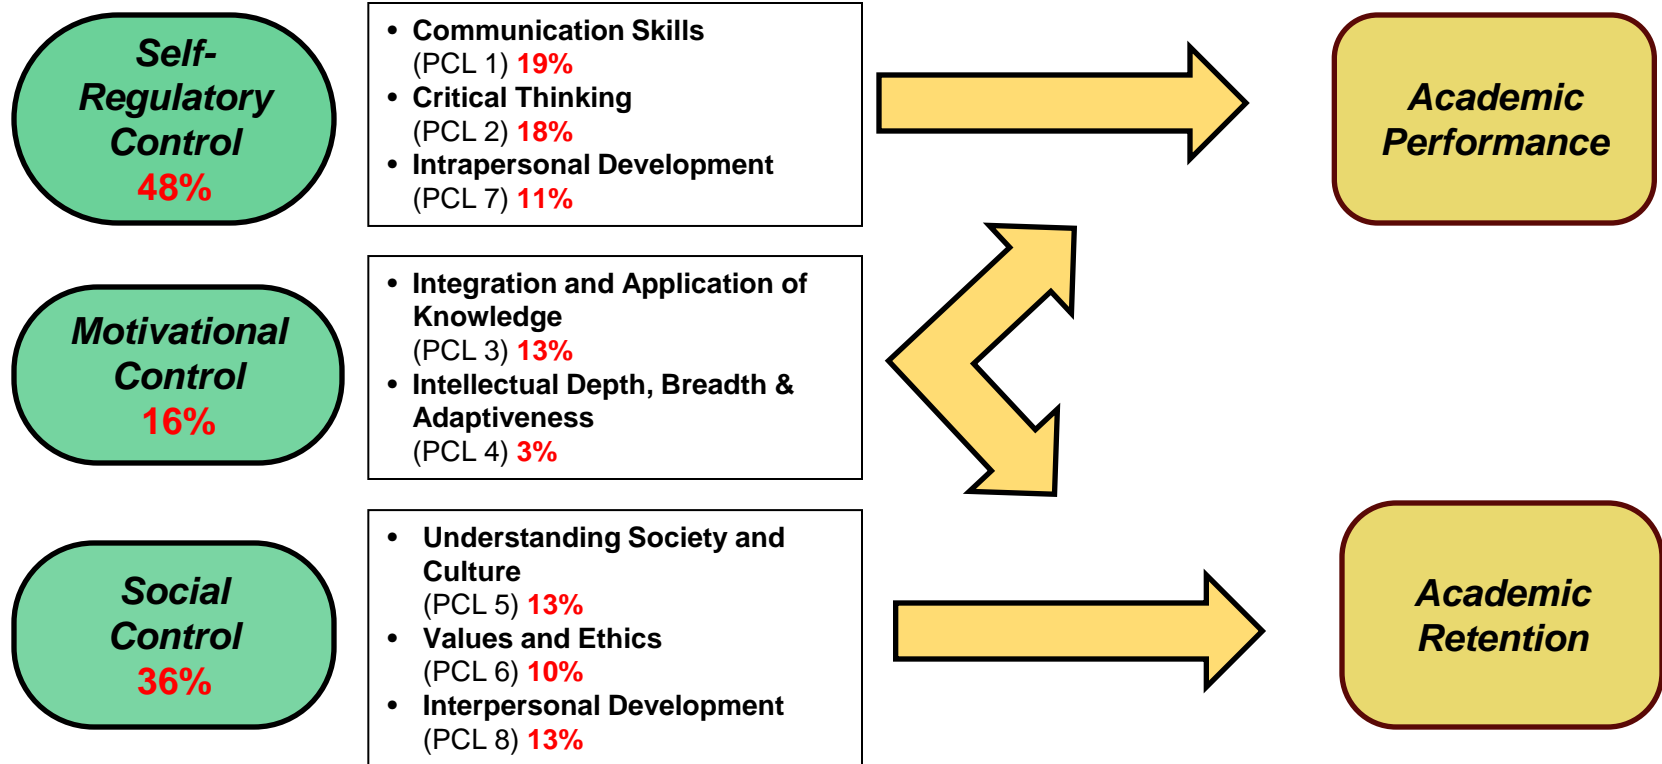 Self-
Regulatory
Control
48%
• Communication Skills
(PCL 1) 19%
• Critical Thinking
(PCL 2) 18%
• Intrapersonal Development
(PCL 7) 11%
Academic
Performance
Motivational
Control
16%
• Integration and Application of
Knowledge
(PCL 3) 13%
• Intellectual Depth, Breadth &
Adaptiveness
(PCL 4) 3%
Social
Control
36%
• Understanding Society and
Culture
(PCL 5) 13%
• Values and Ethics
(PCL 6) 10%
• Interpersonal Development
(PCL 8) 13%
Academic
Retention